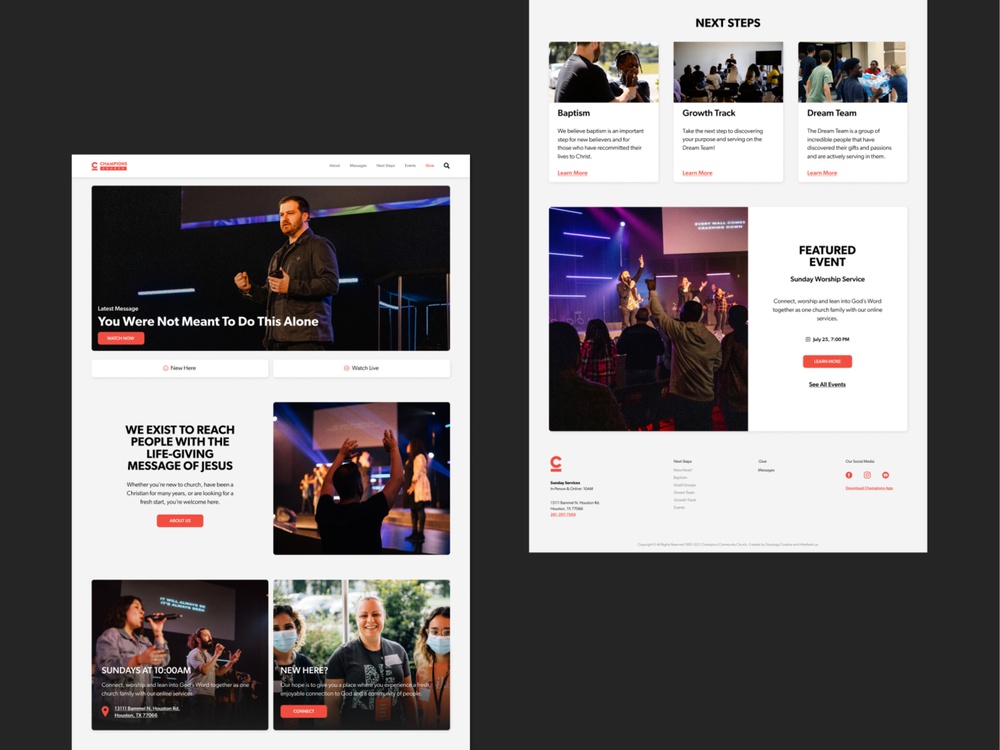 CHAMPIONS
CHURCH
About
Messages
Next Steps
Events
Give
Latest Message
You Were Not Meant To Do This Alone
WATCH NOW
New Here
Watch Live
WE EXIST TO REACH
PEOPLE WITH THE
LIFE-GIVING
MESSAGE OF JESUS
Whether you're new to church, have been a
Christian for many years, or are looking for a
fresh start, you're welcome here.
ABOUT US
IT WILL ALWAYS BE
IT'S ALWAYS BEEN
SUNDAYS AT 10:00AM
Connect, worship and lean into God's Word together as one
church family with our online services.
13111 Bammel N. Houston Rd.
Houston, TX 77066
NEW HERE?
Our hope is to give you a place where you experience a fresh,
enjoyable connection to God and a community of people.
CONNECT
NEXT STEPS
Baptism
We believe baptism is an important
step for new believers and for
those who have recommitted their
lives to Christ.
Learn More
Growth Track
Take the next step to discovering
your purpose and serving on the
Dream Team!
Learn More
Dream Team
The Dream Team is a group of
incredible people that have
discovered their gifts and passions
and are actively serving in them.
Learn More
EVERY WALL COMES
CRASHING DOWN
FEATURED
EVENT
Sunday Worship Service
Connect, worship and lean into God's Word
together as one church family with our online
services.
July 25, 7:00 PM
LEARN MORE
See All Events
Sunday Services
In-Person & Online: 10AM
13111 Bammel N. Houston Rd.
Houston, TX 77066
Next Steps
New Here?
Baptism
Small Groups
Dream Team
Growth Track
Events
Give
Messages
Our Social Media
Download Champions App